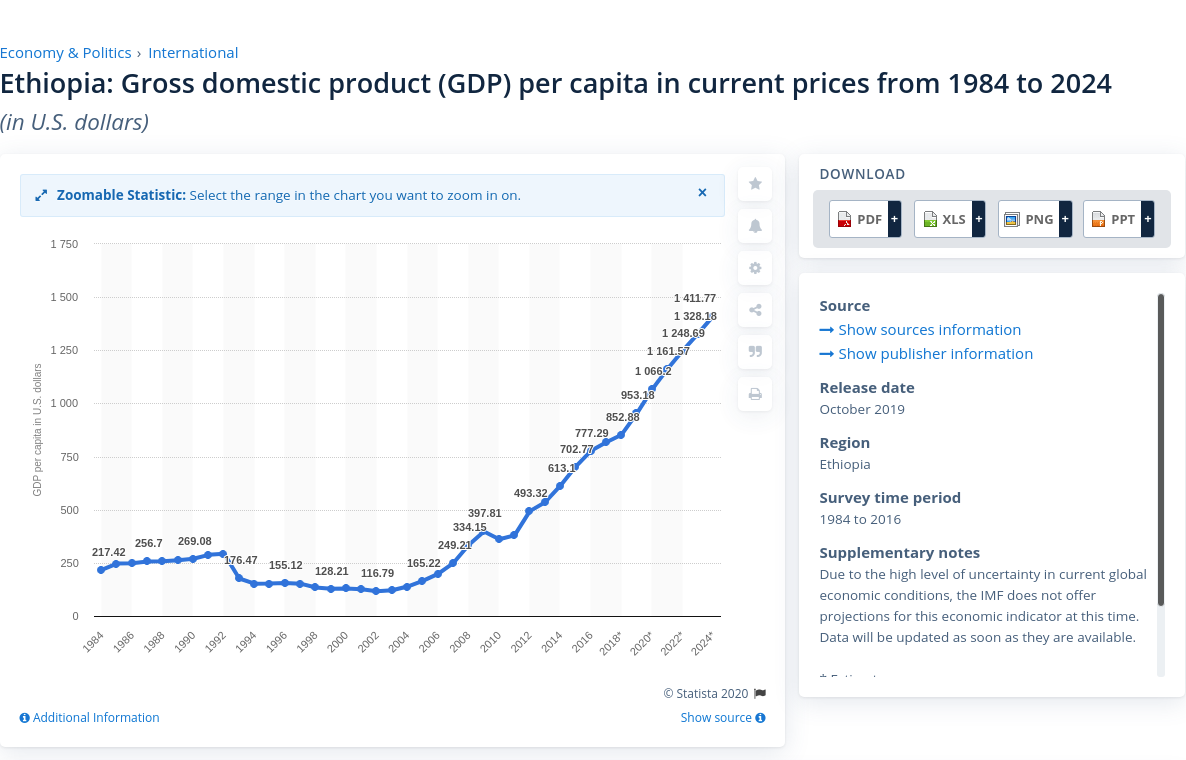 Economy & Politics › International
Ethiopia: Gross domestic product (GDP) per capita in current prices from 1984 to 2024
(in U.S. dollars)
Zoomable Statistic: Select the range in the chart you want to zoom in on.
×
GDP per capita in U.S. dollars
1 750
1 500
1 250
1 000
750
500
250
0
217.42
256.7
269.08
176.47
155.12
128.21
116.79
165.22
249.21
334.15
397.81
493.32
613.1
702.77
777.29
852.88
953.18
1 066.2
1 161.57
1 248.69
1 328.18
1 411.77
1984
1986
1988
1990
1992
1994
1996
1998
2000
2002
2004
2006
2008
2010
2012
2014
2016
2018*
2020*
2022*
2024*
© Statista 2020
Additional Information
Show source
DOWNLOAD
PDF +
XLS +
PNG +
PPT +
Source
Show sources information
Show publisher information
Release date
October 2019
Region
Ethiopia
Survey time period
1984 to 2016
Supplementary notes
Due to the high level of uncertainty in current global
economic conditions, the IMF does not offer
projections for this economic indicator at this time.
Data will be updated as soon as they are available.